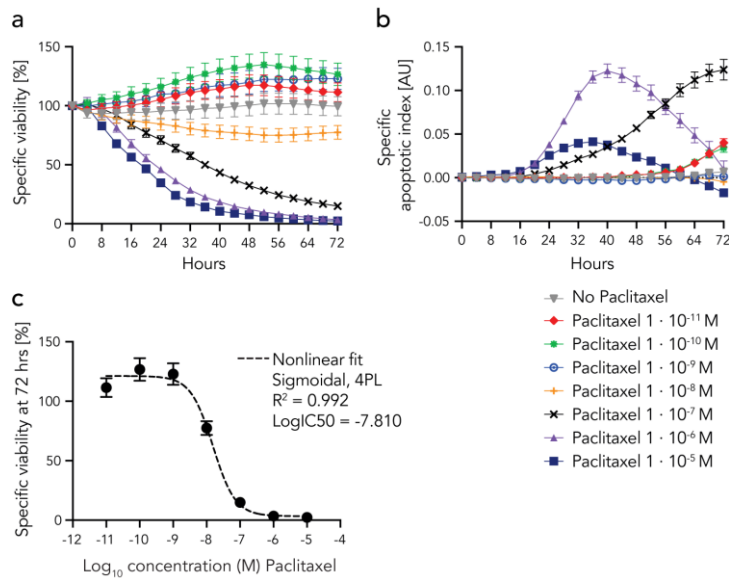 a
Specific viability [%]
150
100
50
0
0 8 16 24 32 40 48 56 64 72
Hours
b
Specific
apoptotic index [AU]
0.15
0.10
0.05
0.00
-0.05
0 8 16 24 32 40 48 56 64 72
Hours
c
Specific viability at 72 hrs [%]
150
100
50
0
-12 -11 -10 -9 -8 -7 -6 -5 -4
Log₁₀ concentration (M) Paclitaxel
Nonlinear fit
Sigmoidal, 4PL
R² = 0.992
LogIC50 = -7.810
No Paclitaxel
Paclitaxel 1 · 10⁻¹¹ M
Paclitaxel 1 · 10⁻¹⁰ M
Paclitaxel 1 · 10⁻⁹ M
Paclitaxel 1 · 10⁻⁸ M
Paclitaxel 1 · 10⁻⁷ M
Paclitaxel 1 · 10⁻⁶ M
Paclitaxel 1 · 10⁻⁵ M